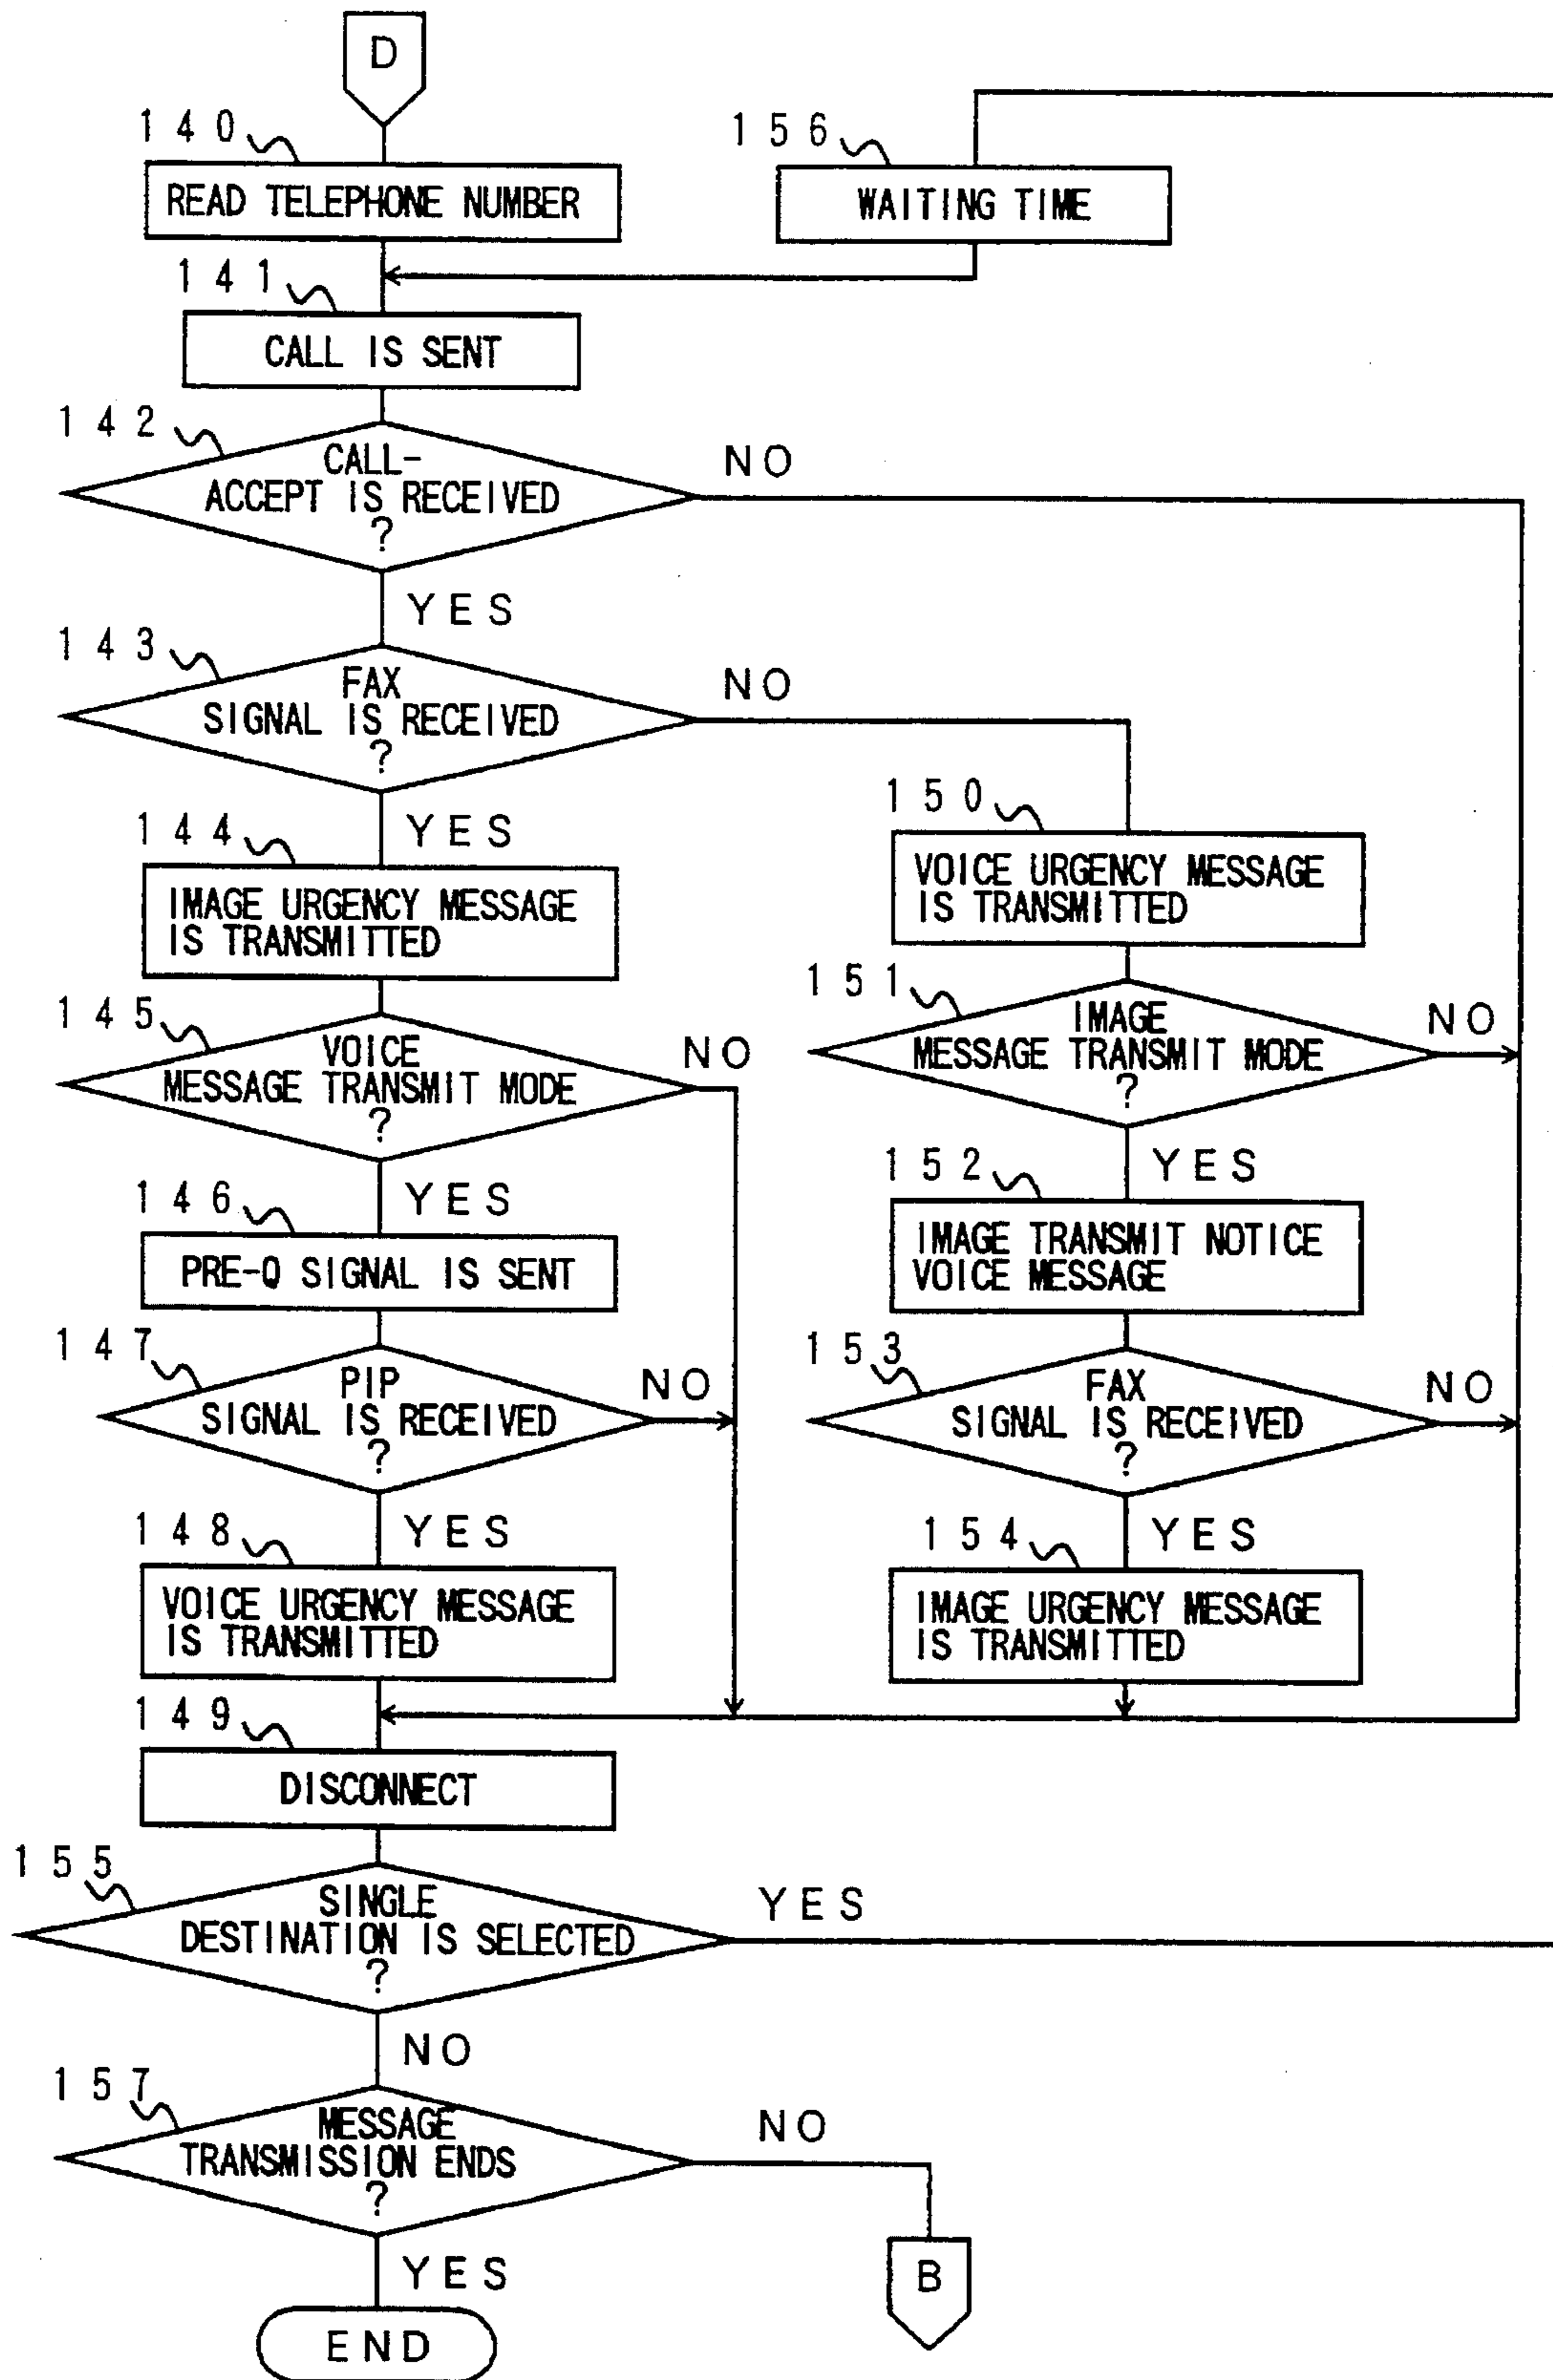 D
140
READ TELEPHONE NUMBER
156
WAITING TIME
141
CALL IS SENT
142
CALL-
ACCEPT IS RECEIVED
?
NO
YES
143
FAX
SIGNAL IS RECEIVED
?
NO
YES
144
IMAGE URGENCY MESSAGE
IS TRANSMITTED
145
VOICE
MESSAGE TRANSMIT MODE
?
NO
YES
146
PRE-Q SIGNAL IS SENT
147
PIP
SIGNAL IS RECEIVED
?
NO
YES
148
VOICE URGENCY MESSAGE
IS TRANSMITTED
150
VOICE URGENCY MESSAGE
IS TRANSMITTED
151
IMAGE
MESSAGE TRANSMIT MODE
?
NO
YES
152
IMAGE TRANSMIT NOTICE
VOICE MESSAGE
153
FAX
SIGNAL IS RECEIVED
?
NO
YES
154
IMAGE URGENCY MESSAGE
IS TRANSMITTED
149
DISCONNECT
155
SINGLE
DESTINATION IS SELECTED
?
YES
NO
157
MESSAGE
TRANSMISSION ENDS
?
NO
YES
B
END